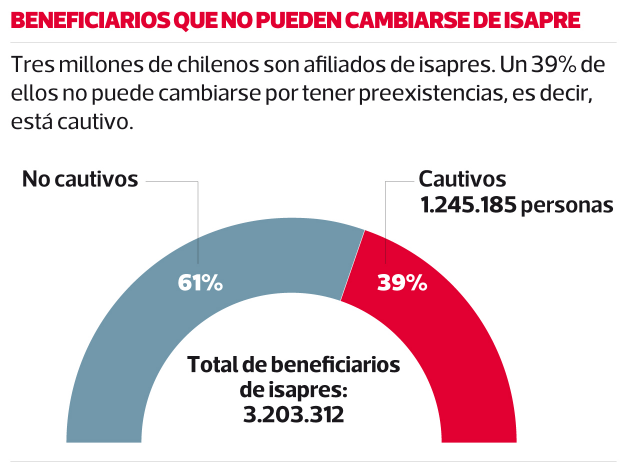 BENEFICIARIOS QUE NO PUEDEN CAMBIARSE DE ISAPRE
Tres millones de chilenos son afiliados de isapres. Un 39% de
ellos no puede cambiarse por tener preexistencias, es decir,
está cautivo.
No cautivos
Cautivos
1.245.185 personas
61%
39%
Total de beneficiarios
de isapres:
3.203.312